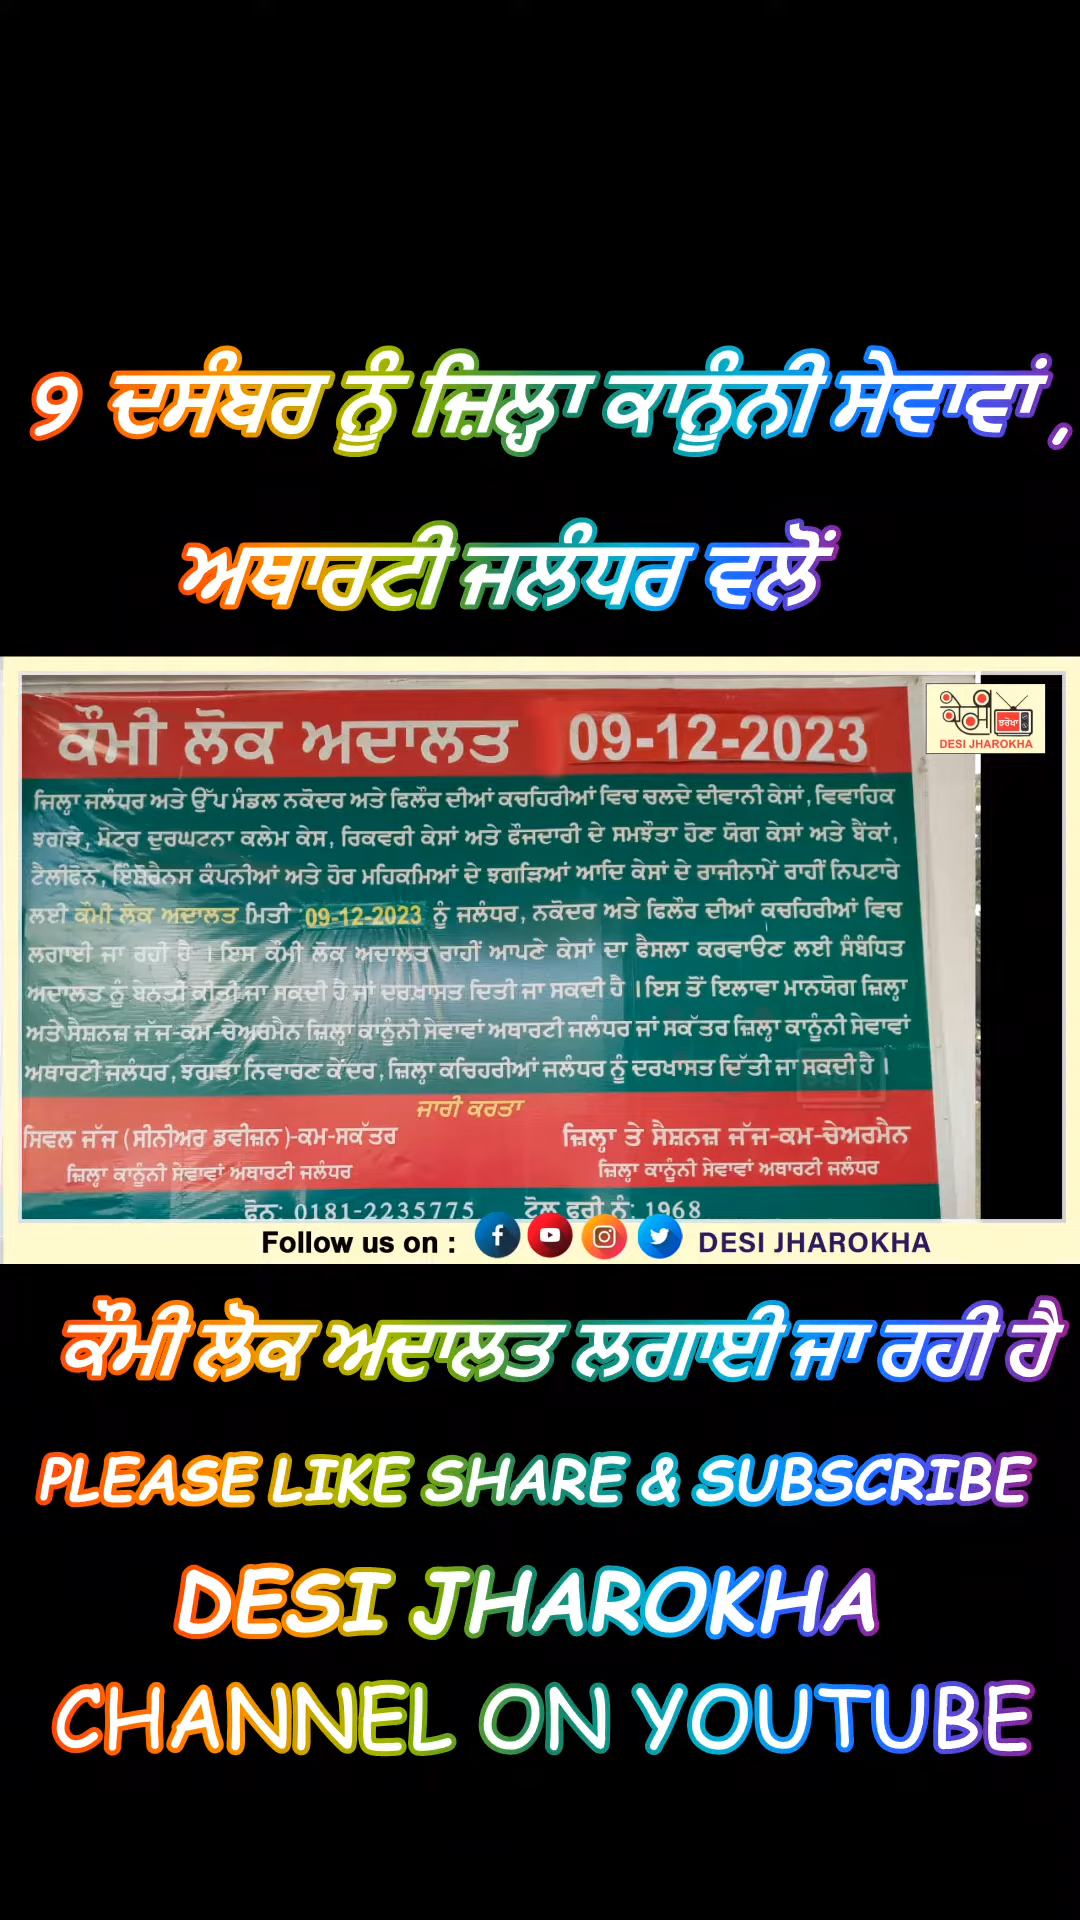 9 ਦਸੰਬਰ ਨੂੰ ਜ਼ਿਲ੍ਹਾ ਕਾਨੂੰਨੀ ਸੇਵਾਵਾਂ ,
ਅਥਾਰਟੀ ਜਲੰਧਰ ਵਲੋਂ
ਕੌਮੀ ਲੋਕ ਅਦਾਲਤ 09-12-2023
ਝਰੋਖਾ
DESI JHAROKHA
ਜਿਲ੍ਹਾ ਜਲੰਧਰ ਅਤੇ ਉੱਪ ਮੰਡਲ ਨਕੋਦਰ ਅਤੇ ਫਿਲੌਰ ਦੀਆਂ ਕਚਹਿਰੀਆਂ ਵਿਚ ਚਲਦੇ ਦੀਵਾਨੀ ਕੇਸਾਂ, ਵਿਵਾਹਿਕ
ਝਗੜੇ, ਮੋਟਰ ਦੁਰਘਟਨਾ ਕਲੇਮ ਕੇਸ, ਰਿਕਵਰੀ ਕੇਸਾਂ ਅਤੇ ਫੌਜਦਾਰੀ ਦੇ ਸਮਝੌਤਾ ਹੋਣ ਯੋਗ ਕੇਸਾਂ ਅਤੇ ਬੈਂਕਾਂ,
ਟੈਲੀਫੋਨ, ਇੰਸ਼ੋਰੈਨਸ ਕੰਪਨੀਆਂ ਅਤੇ ਹੋਰ ਮਹਿਕਮਿਆਂ ਦੇ ਝਗੜਿਆਂ ਆਦਿ ਕੇਸਾਂ ਦੇ ਰਾਜੀਨਾਮੇਂ ਰਾਹੀਂ ਨਿਪਟਾਰੇ
ਲਈ ਕੌਮੀ ਲੋਕ ਅਦਾਲਤ ਮਿਤੀ 09-12-2023 ਨੂੰ ਜਲੰਧਰ, ਨਕੋਦਰ ਅਤੇ ਫਿਲੌਰ ਦੀਆਂ ਕਚਹਿਰੀਆਂ ਵਿਚ
ਲਗਾਈ ਜਾ ਰਹੀ ਹੈ । ਇਸ ਕੌਮੀ ਲੋਕ ਅਦਾਲਤ ਰਾਹੀਂ ਆਪਣੇ ਕੇਸਾਂ ਦਾ ਫੈਸਲਾ ਕਰਵਾਉਣ ਲਈ ਸੰਬੰਧਿਤ
ਅਦਾਲਤ ਨੂੰ ਬੇਨਤੀ ਕੀਤੀ ਜਾ ਸਕਦੀ ਹੈ ਜਾਂ ਦਰਖ਼ਾਸਤ ਦਿਤੀ ਜਾ ਸਕਦੀ ਹੈ । ਇਸ ਤੋਂ ਇਲਾਵਾ ਮਾਨਯੋਗ ਜ਼ਿਲ੍ਹਾ
ਅਤੇ ਸੈਸ਼ਨਜ਼ ਜੱਜ-ਕਮ-ਚੇਅਰਮੈਨ ਜ਼ਿਲ੍ਹਾ ਕਾਨੂੰਨੀ ਸੇਵਾਵਾਂ ਅਥਾਰਟੀ ਜਲੰਧਰ ਜਾਂ ਸਕੱਤਰ ਜ਼ਿਲ੍ਹਾ ਕਾਨੂੰਨੀ ਸੇਵਾਵਾਂ
ਅਥਾਰਟੀ ਜਲੰਧਰ, ਝਗੜਾ ਨਿਵਾਰਣ ਕੇਂਦਰ, ਜ਼ਿਲ੍ਹਾ ਕਚਿਹਰੀਆਂ ਜਲੰਧਰ ਨੂੰ ਦਰਖਾਸਤ ਦਿੱਤੀ ਜਾ ਸਕਦੀ ਹੈ ।
ਜਾਰੀ ਕਰਤਾ
ਸਿਵਲ ਜੱਜ (ਸੀਨੀਅਰ ਡਵੀਜ਼ਨ)-ਕਮ-ਸਕੱਤਰ ਜ਼ਿਲ੍ਹਾ ਤੇ ਸੈਸ਼ਨਜ਼ ਜੱਜ-ਕਮ-ਚੇਅਰਮੈਨ
ਜ਼ਿਲ੍ਹਾ ਕਾਨੂੰਨੀ ਸੇਵਾਵਾਂ ਅਥਾਰਟੀ ਜਲੰਧਰ ਜ਼ਿਲ੍ਹਾ ਕਾਨੂੰਨੀ ਸੇਵਾਵਾਂ ਅਥਾਰਟੀ ਜਲੰਧਰ
ਫੋਨ: 0181-2235775 ਟੋਲ ਫਰੀ ਨੰ: 1968
Follow us on : DESI JHAROKHA
ਕੌਮੀ ਲੋਕ ਅਦਾਲਤ ਲਗਾਈ ਜਾ ਰਹੀ ਹੈ
PLEASE LIKE SHARE & SUBSCRIBE
DESI JHAROKHA
CHANNEL ON YOUTUBE